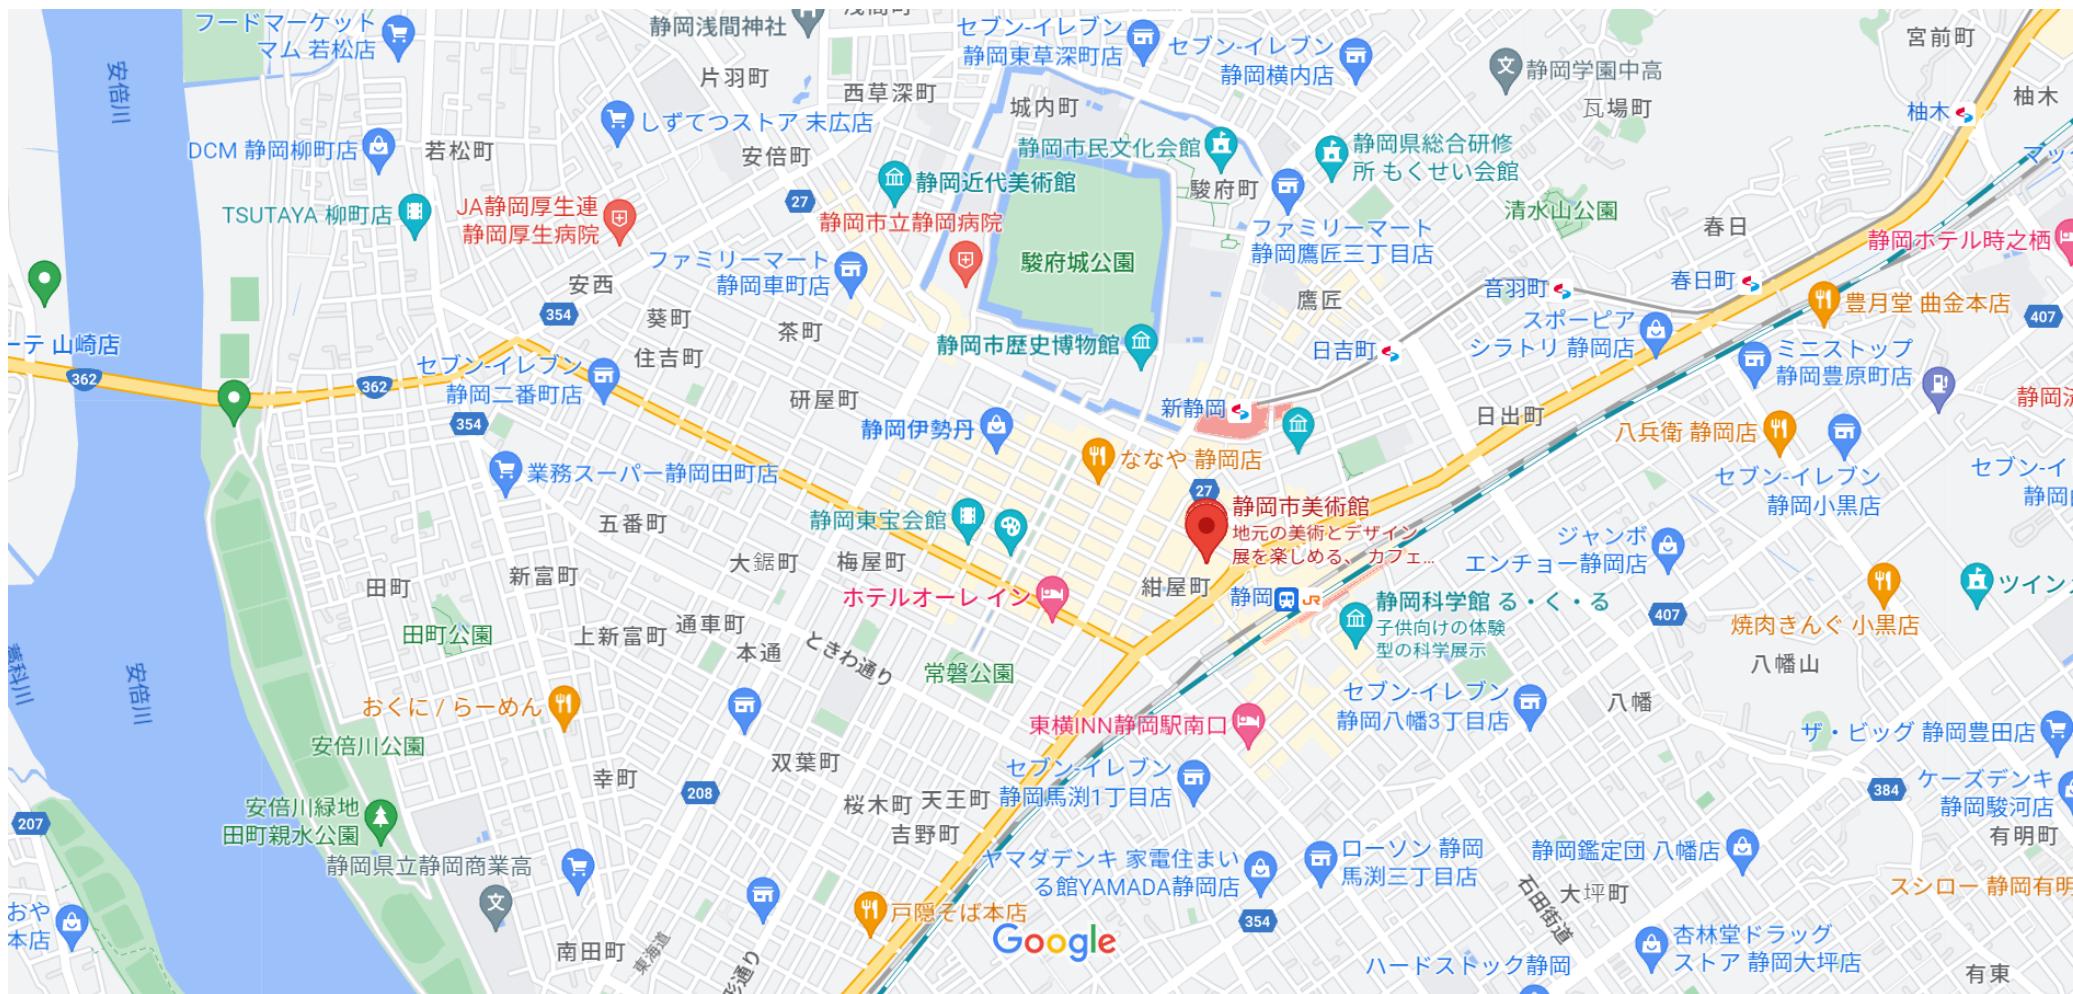 フードマーケット
マム 若松店
静岡浅間神社
セブン-イレブン
静岡東草深町店
セブン-イレブン
静岡横内店
宮前町
片羽町
西草深町
城内町
静岡学園中高
瓦場町
柚木
柚木
安倍川
しずてつストア 末広店
DCM 静岡柳町店
若松町
安倍町
静岡市民文化会館
静岡県総合研修
所 もくせい会館
静岡近代美術館
駿府町
27
TSUTAYA 柳町店
JA静岡厚生連
静岡厚生病院
静岡市立静岡病院
ファミリーマート
静岡鷹匠三丁目店
清水山公園
春日
静岡ホテル時之栖
ファミリーマート
静岡車町店
駿府城公園
安西
鷹匠
音羽町
春日町
豊月堂 曲金本店
407
354
葵町
茶町
スポーピア
シラトリ 静岡店
ーテ 山崎店
362
362
セブン-イレブン
静岡二番町店
住吉町
静岡市歴史博物館
日吉町
ミニストップ
静岡豊原町店
研屋町
新静岡
日出町
354
静岡伊勢丹
八兵衛 静岡店
ななや 静岡店
業務スーパー静岡田町店
27
セブン-イレブン
静岡小黒店
セブン-イ
五番町
静岡東宝会館
静岡市美術館
地元の美術とデザイン
展を楽しめる、カフェ...
ジャンボ
エンチョー静岡店
大鋸町
梅屋町
新富町
田町
ホテルオーレ イン
紺屋町
静岡
JR
静岡科学館 る・く・る
子供向けの体験
型の科学展示
407
焼肉きんぐ 小黒店
田町公園
上新富町
通車町
本通
ときわ通り
常磐公園
八幡山
藁科川
安倍川
おくに / らーめん
セブン-イレブン
静岡八幡3丁目店
八幡
東横INN静岡駅南口
ザ・ビッグ 静岡豊田店
安倍川公園
双葉町
セブン-イレブン
静岡馬渕1丁目店
幸町
208
384
ケーズデンキ
静岡駿河店
安倍川緑地
田町親水公園
桜木町
天王町
吉野町
207
有明町
静岡県立静岡商業高
ヤマダデンキ 家電住まい
る館YAMADA静岡店
ローソン 静岡
馬渕三丁目店
静岡鑑定団 八幡店
石田街道
大坪町
スシロー 静岡有明
おや
本店
戸隠そば本店
354
Google
南田町
東海道
杏林堂ドラッグ
ストア 静岡大坪店
ハードストック静岡
有東